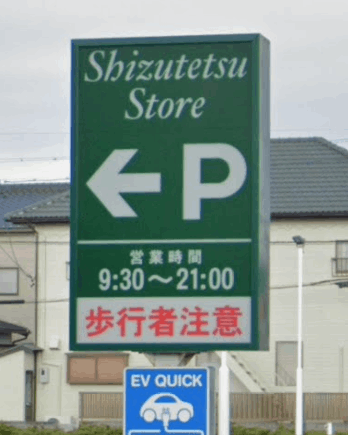 Shizutetsu
Store
← P
営業時間
9:30～21:00
歩行者注意
EV QUICK